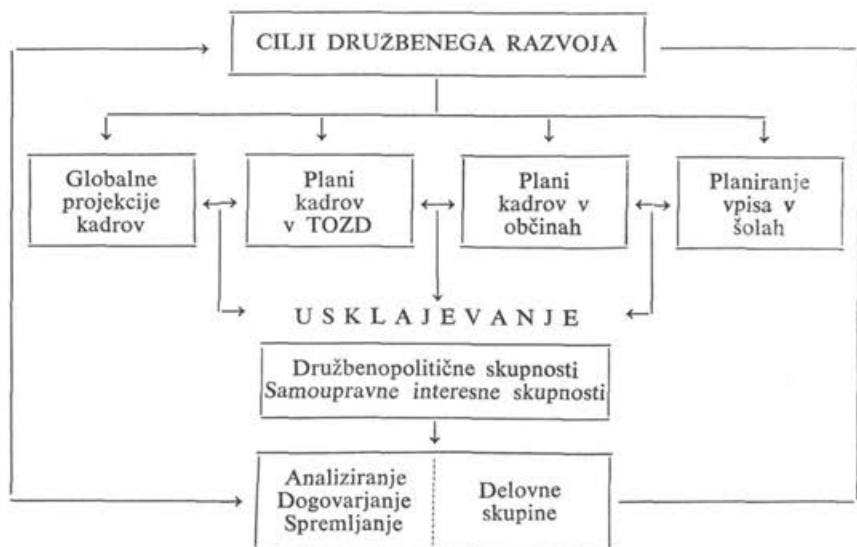 CILJI DRUŽBENEGA RAZVOJA
Globalne
projekcije
kadrov
Plani
kadrov
v TOZD
Plani
kadrov v
občinah
Planiranje
vpisa v
šolah
USKLAJEVANJE
Družbenopolitične skupnosti
Samoupravne interesne skupnosti
Analiziranje
Dogovarjanje
Spremljanje
Delovne
skupine